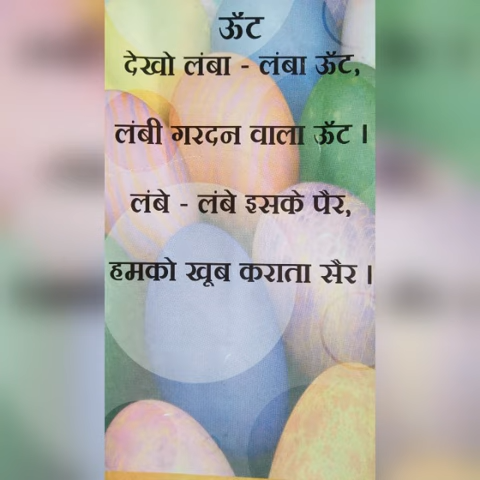 ऊँट
देखो लंबा - लंबा ऊँट,
लंबी गरदन वाला ऊँट ।
लंबे - लंबे इसके पैर,
हमको खूब कराता सैर ।